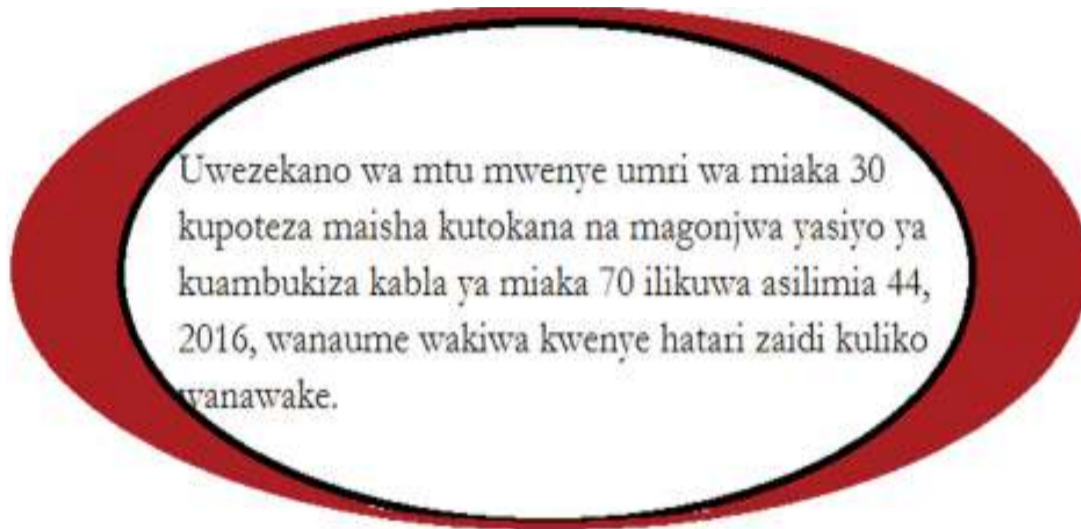 Uwezekano wa mtu mwenye umri wa miaka 30
kupoteza maisha kutokana na magonjwa yasiyo ya
kuambukiza kabla ya miaka 70 ilikuwa asilimia 44,
2016, wanaume wakiwa kwenye hatari zaidi kuliko
wanawake.